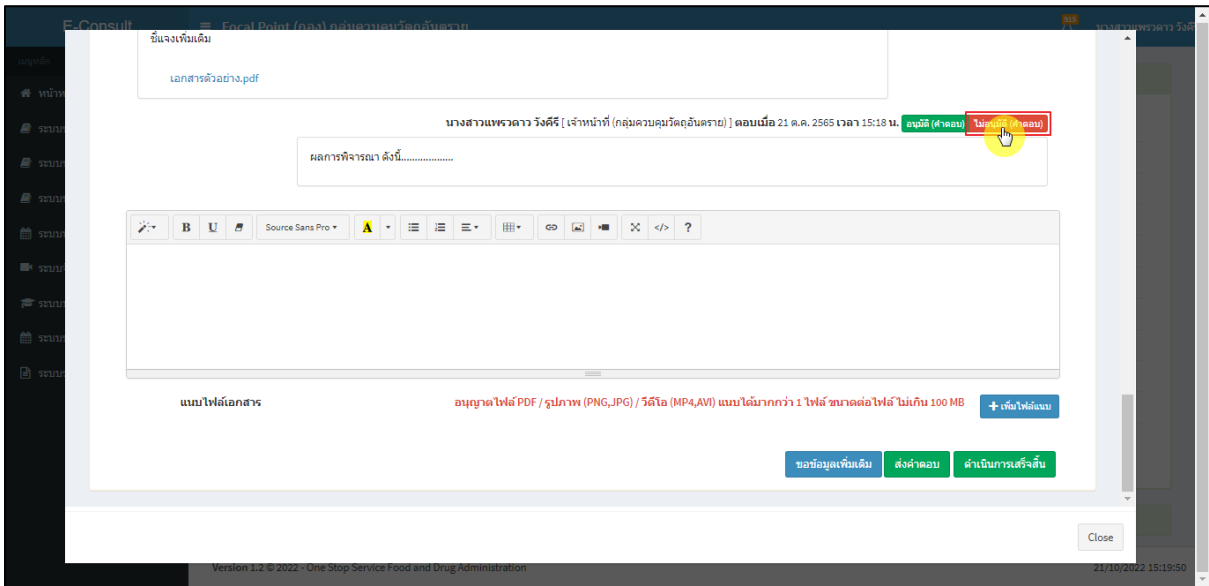 E-Consult
Focal Point (กอง) กลุ่มควบคุมวัตถุอันตราย
515
นางสาวแพรวดาว วังคีรี
เมนูหลัก
ชี้แจงเพิ่มเติม
เอกสารตัวอย่าง.pdf
นางสาวแพรวดาว วังคีรี [ เจ้าหน้าที่ (กลุ่มควบคุมวัตถุอันตราย) ] ตอบเมื่อ 21 ต.ค. 2565 เวลา 15:18 น. อนุมัติ (คำตอบ) ไม่อนุมัติ (คำตอบ)
ผลการพิจารณา ดังนี้...................
B U Source Sans Pro A </> ?
แนบไฟล์เอกสาร
อนุญาตไฟล์ PDF / รูปภาพ (PNG,JPG) / วีดีโอ (MP4,AVI) แนบได้มากกว่า 1 ไฟล์ ขนาดต่อไฟล์ ไม่เกิน 100 MB
+ เพิ่มไฟล์แนบ
ขอข้อมูลเพิ่มเติม ส่งคำตอบ ดำเนินการเสร็จสิ้น
Close
Version 1.2 © 2022 - One Stop Service Food and Drug Administration
21/10/2022 15:19:50